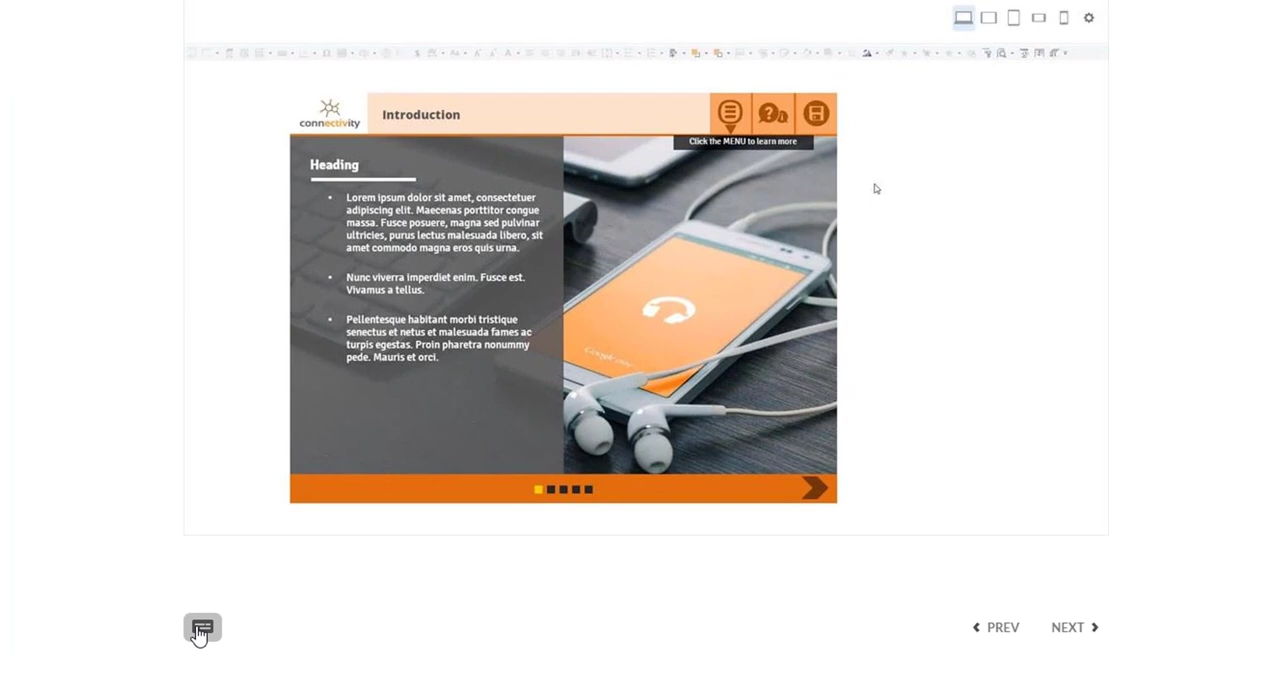 connectivity
Introduction
Click the MENU to learn more
Heading
• Lorem ipsum dolor sit amet, consectetuer
adipiscing elit. Maecenas porttitor congue
massa. Fusce posuere, magna sed pulvinar
ultricies, purus lectus malesuada libero, sit
amet commodo magna eros quis urna.
• Nunc viverra imperdiet enim. Fusce est.
Vivamus a tellus.
• Pellentesque habitant morbi tristique
senectus et netus et malesuada fames ac
turpis egestas. Proin pharetra nonummy
pede. Mauris et orci.
PREV
NEXT